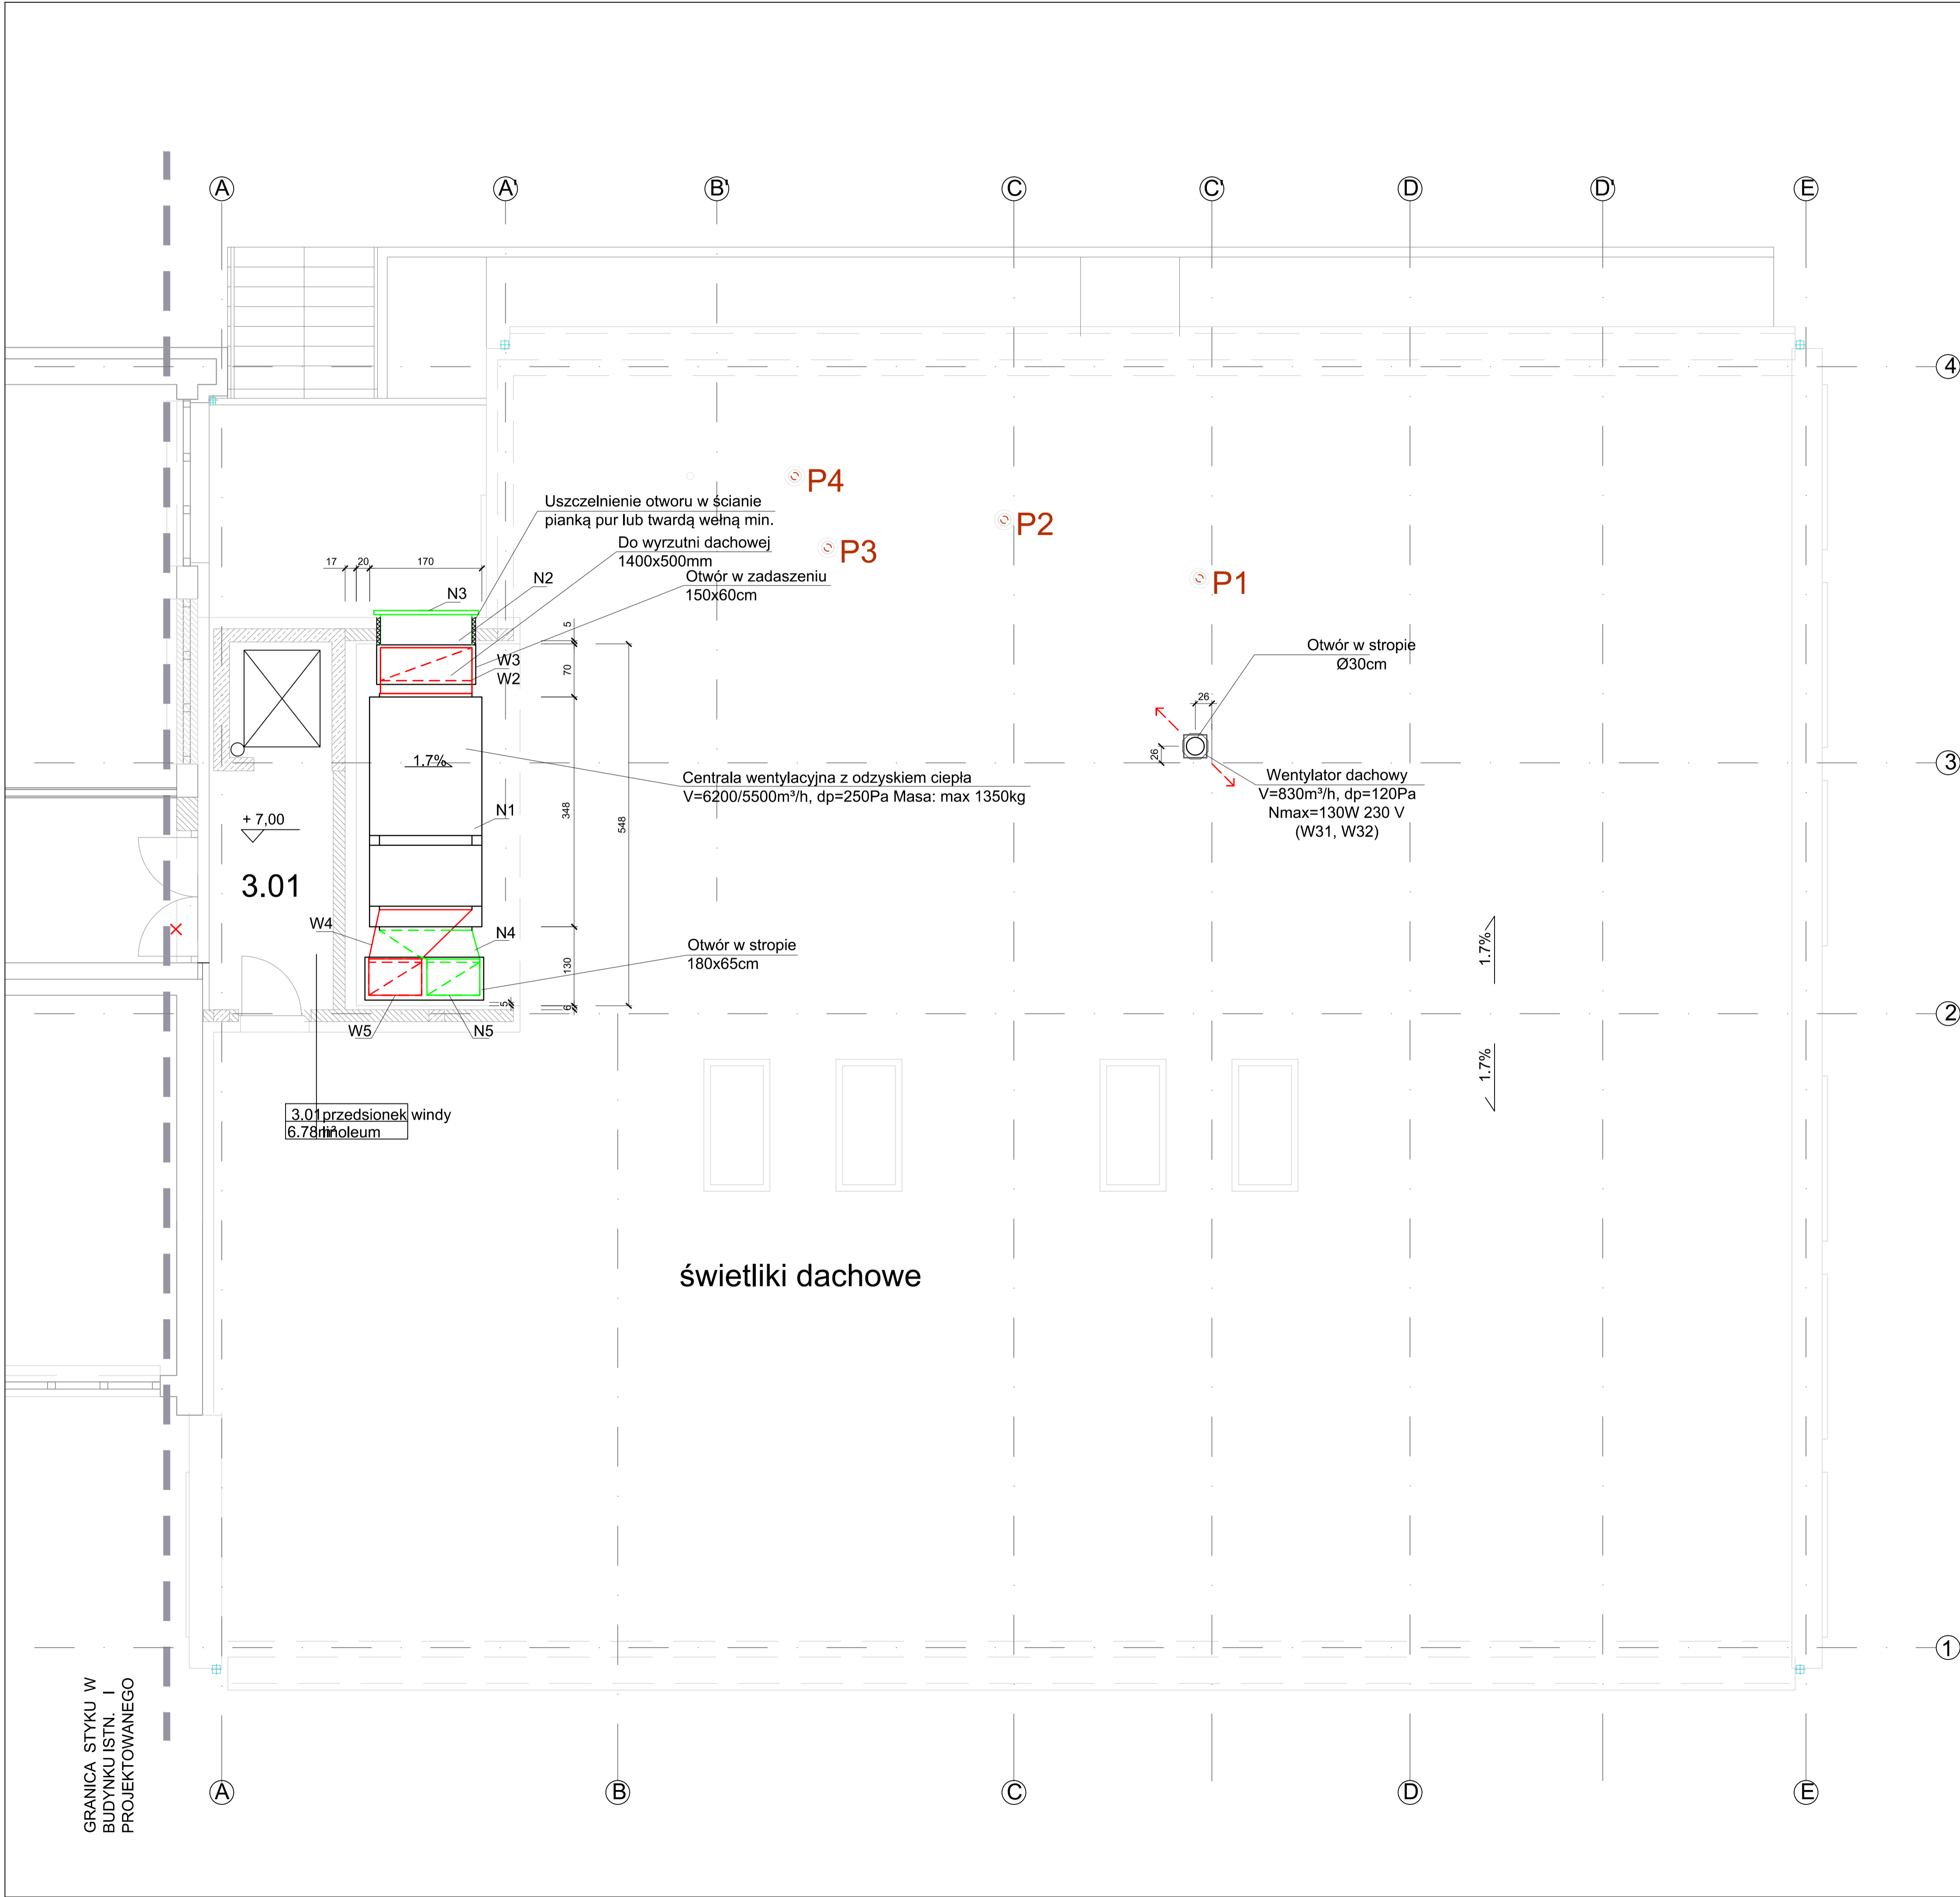 A
A'
B'
C
C'
D
D'
E
4
P4
Uszczelnienie otworu w ścianie
pianką pur lub twardą wełną min.
P2
Do wyrzutni dachowej
1400x500mm
P3
17
20
170
N2
Otwór w zadaszeniu
150x60cm
P1
N3
5
Otwór w stropie
Ø30cm
W3
W2
70
26
26
3
1.7%
Centrala wentylacyjna z odzyskiem ciepła
V=6200/5500m³/h, dp=250Pa Masa: max 1350kg
Wentylator dachowy
V=830m³/h, dp=120Pa
Nmax=130W 230 V
(W31, W32)
N1
348
548
+ 7,00
3.01
W4
N4
Otwór w stropie
180x65cm
130
1.7%
5
6
2
W5
N5
1.7%
3.01 przedsionek windy
6.78m² linoleum
świetliki dachowe
1
GRANICA STYKU W
BUDYNKU ISTN. I
PROJEKTOWANEGO
A
B
C
D
E